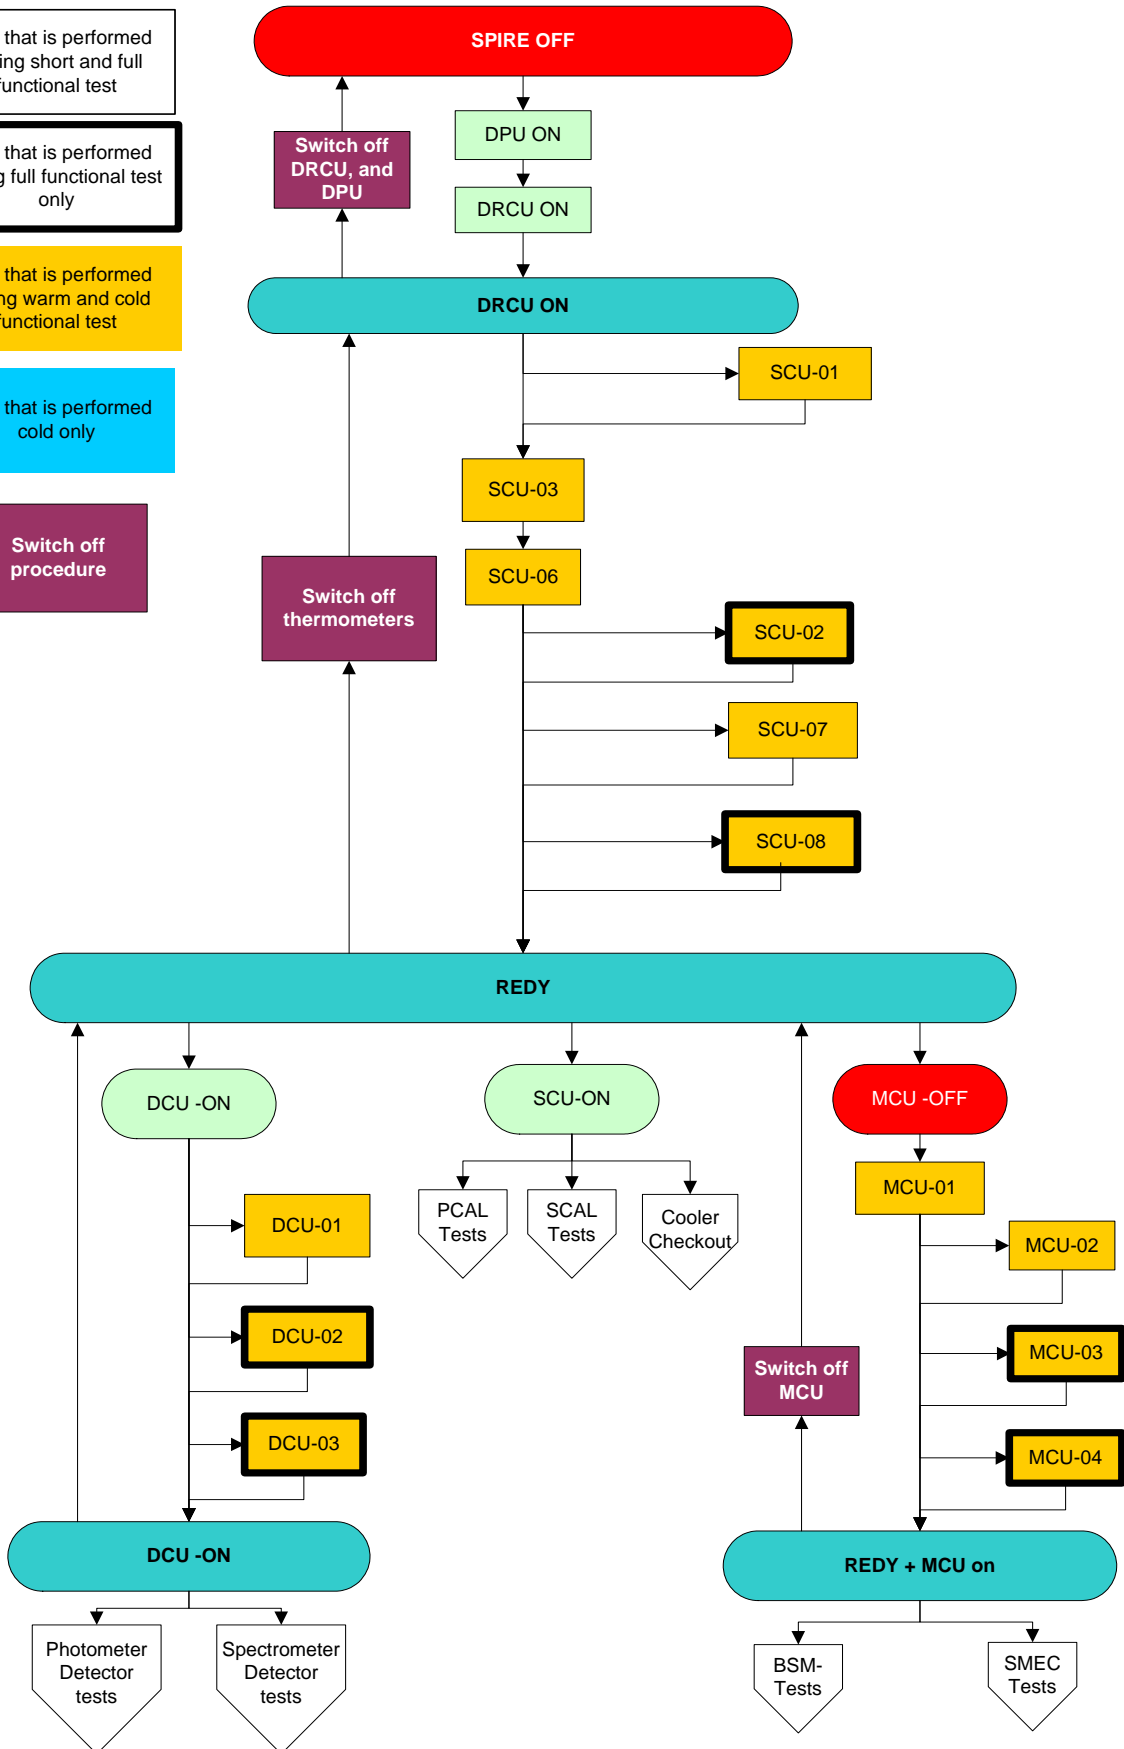 that is performed
short and full
functional test
that is performed
full functional test
only
that is performed
warm and cold
functional test
that is performed
cold only
Switch off
procedure
SPIRE OFF
DPU ON
Switch off
DRCU, and
DPU
DRCU ON
DRCU ON
SCU-01
SCU-03
SCU-06
Switch off
thermometers
SCU-02
SCU-07
SCU-08
REDY
DCU -ON
SCU-ON
MCU -OFF
DCU-01
DCU-02
DCU-03
PCAL
Tests
SCAL
Tests
Cooler
Checkout
MCU-01
MCU-02
MCU-03
MCU-04
Switch off
MCU
DCU -ON
REDY + MCU on
Photometer
Detector
tests
Spectrometer
Detector
tests
BSM-
Tests
SMEC
Tests